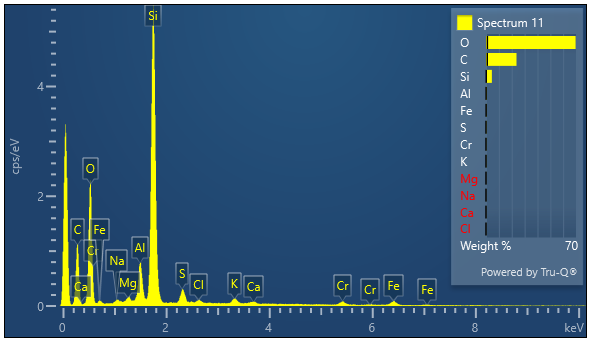 Spectrum 11
O
C
Si
Al
Fe
S
Cr
K
Mg
Na
Ca
Cl
Weight % 70
Powered by Tru-Q®
cps/eV
4
2
0
Si
O
C
Fe
Cr
Ca
Na
Mg
Al
S
Cl
K
Ca
Cr
Cr
Fe
Fe
0 2 4 6 8 keV